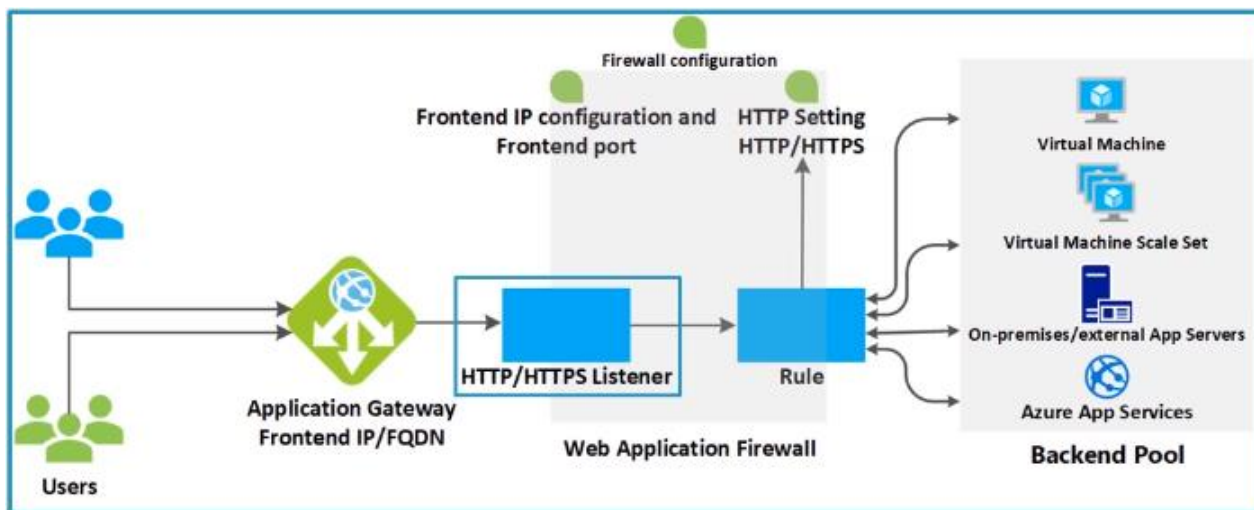 Firewall configuration
Frontend IP configuration and
Frontend port
HTTP Setting
HTTP/HTTPS
Virtual Machine
Virtual Machine Scale Set
On-premises/external App Servers
Azure App Services
Backend Pool
HTTP/HTTPS Listener
Rule
Application Gateway
Frontend IP/FQDN
Web Application Firewall
Users